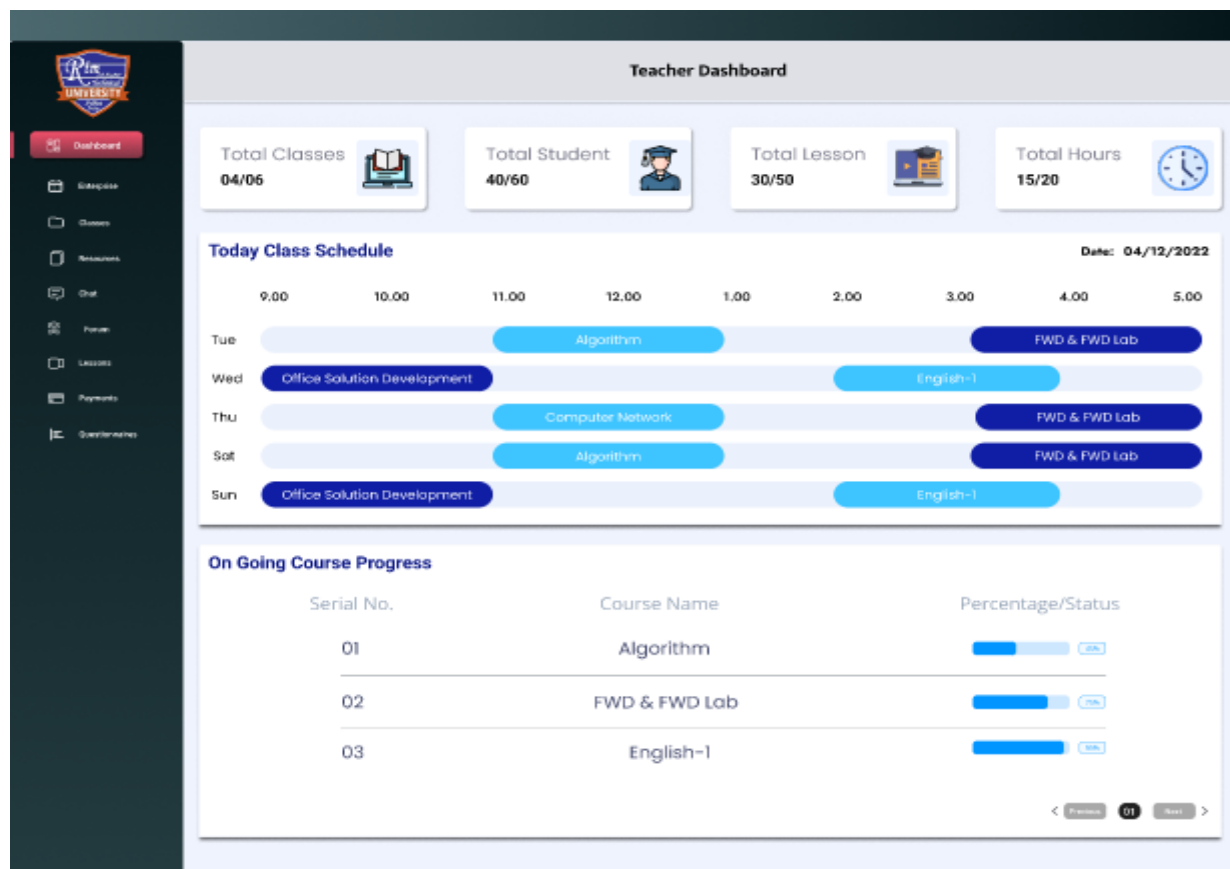 Rim
UNIVERSITY
Teacher Dashboard
Dashboard
Enterprise
Classes
Resources
Chat
Forum
Lessons
Payments
Questionnaires
Total Classes
04/06
Total Student
40/60
Total Lesson
30/50
Total Hours
15/20
Today Class Schedule
Date: 04/12/2022
9.00 10.00 11.00 12.00 1.00 2.00 3.00 4.00 5.00
Tue Algorithm FWD & FWD Lab
Wed Office Solution Development English-1
Thu Computer Network FWD & FWD Lab
Sat Algorithm FWD & FWD Lab
Sun Office Solution Development English-1
On Going Course Progress
Serial No. Course Name Percentage/Status
01 Algorithm
02 FWD & FWD Lab
03 English-1
< Previous 01 Next >